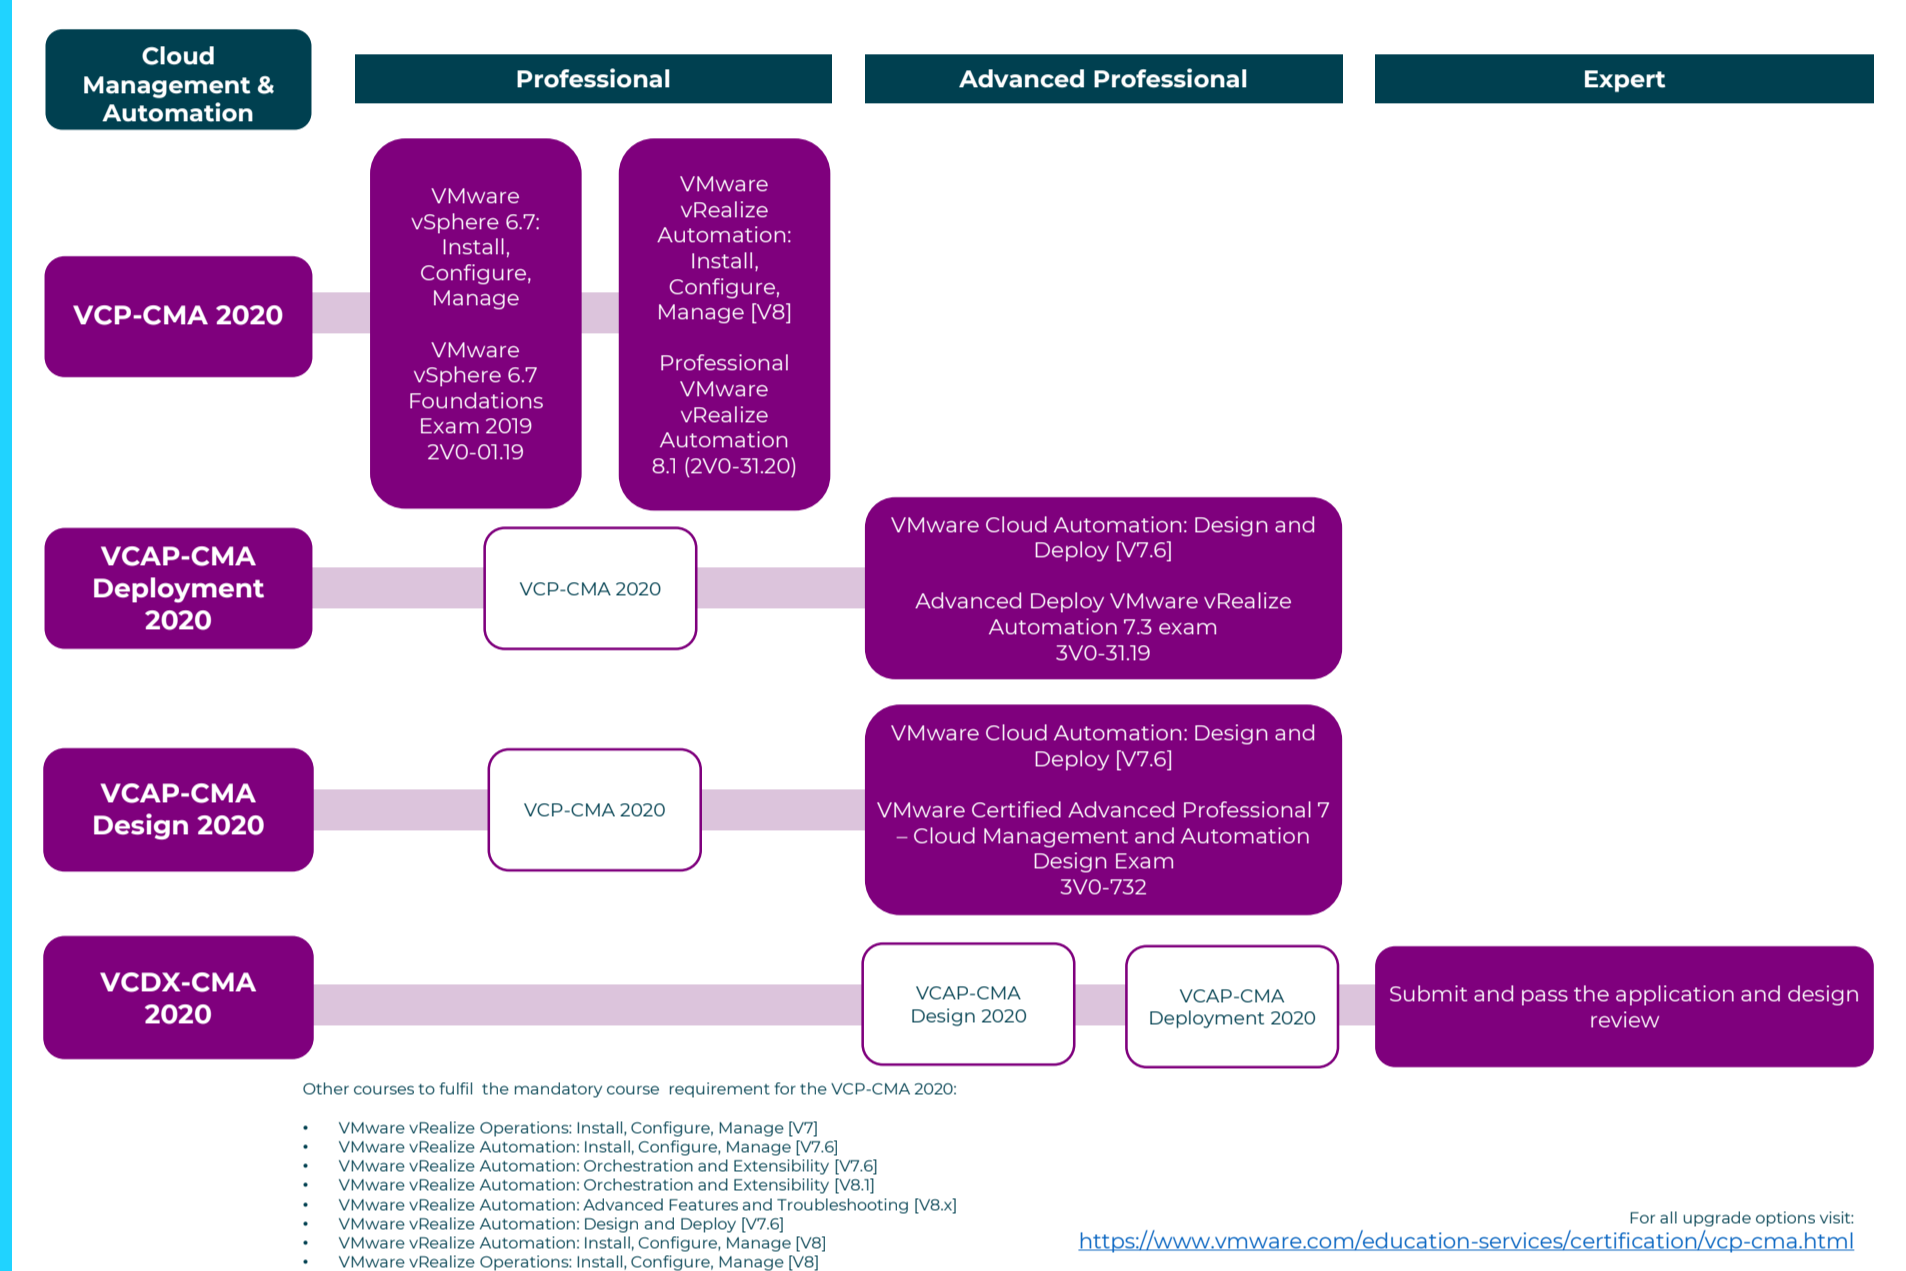 Cloud
Management &
Automation
Professional
Advanced Professional
Expert
VCP-CMA 2020
VMware
vSphere 6.7:
Install,
Configure,
Manage
VMware
vSphere 6.7
Foundations
Exam 2019
2V0-01.19
VMware
vRealize
Automation:
Install,
Configure,
Manage [V8]
Professional
VMware
vRealize
Automation
8.1 (2V0-31.20)
VCAP-CMA
Deployment
2020
VCP-CMA 2020
VMware Cloud Automation: Design and
Deploy [V7.6]
Advanced Deploy VMware vRealize
Automation 7.3 exam
3V0-31.19
VCAP-CMA
Design 2020
VCP-CMA 2020
VMware Cloud Automation: Design and
Deploy [V7.6]
VMware Certified Advanced Professional 7
– Cloud Management and Automation
Design Exam
3V0-732
VCDX-CMA
2020
VCAP-CMA
Design 2020
VCAP-CMA
Deployment 2020
Submit and pass the application and design
review
Other courses to fulfil the mandatory course requirement for the VCP-CMA 2020:
• VMware vRealize Operations: Install, Configure, Manage [V7]
• VMware vRealize Automation: Install, Configure, Manage [V7.6]
• VMware vRealize Automation: Orchestration and Extensibility [V7.6]
• VMware vRealize Automation: Orchestration and Extensibility [V8.1]
• VMware vRealize Automation: Advanced Features and Troubleshooting [V8.x]
• VMware vRealize Automation: Design and Deploy [V7.6]
• VMware vRealize Automation: Install, Configure, Manage [V8]
• VMware vRealize Operations: Install, Configure, Manage [V8]
For all upgrade options visit:
https://www.vmware.com/education-services/certification/vcp-cma.html